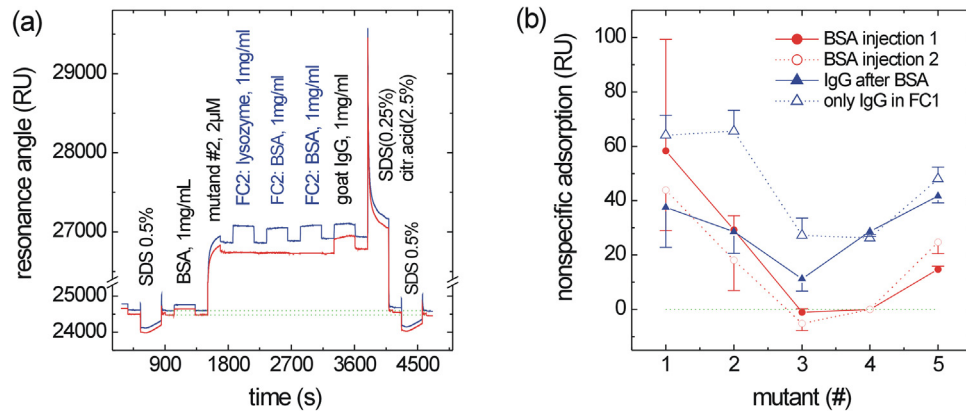 (a)
resonance angle (RU)
29000
28000
27000
26000
25000
24000
SDS 0.5%
BSA, 1mg/mL
mutand #2, 2µM
FC2: lysozyme, 1mg/ml
FC2: BSA, 1mg/ml
FC2: BSA, 1mg/ml
goat IgG, 1mg/ml
SDS(0.25%)
citr.acid(2.5%)
SDS 0.5%
900 1800 2700 3600 4500
time (s)
(b)
nonspecific adsorption (RU)
100
80
60
40
20
0
BSA injection 1
BSA injection 2
IgG after BSA
only IgG in FC1
1 2 3 4 5
mutant (#)